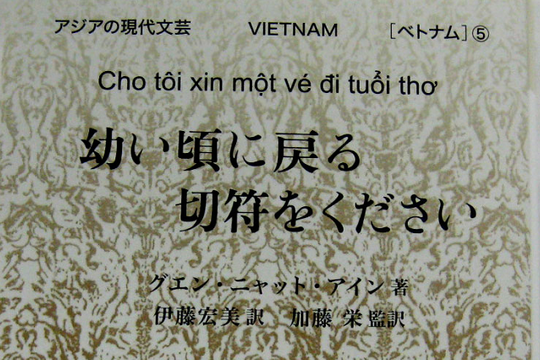 アジアの現代文芸 VIETNAM [ベトナム]⑤
Cho tôi xin một vé đi tuổi thơ
幼い頃に戻る
切符をください
グエン・ニャット・アイン 著
伊藤宏美 訳 加藤 栄 監訳